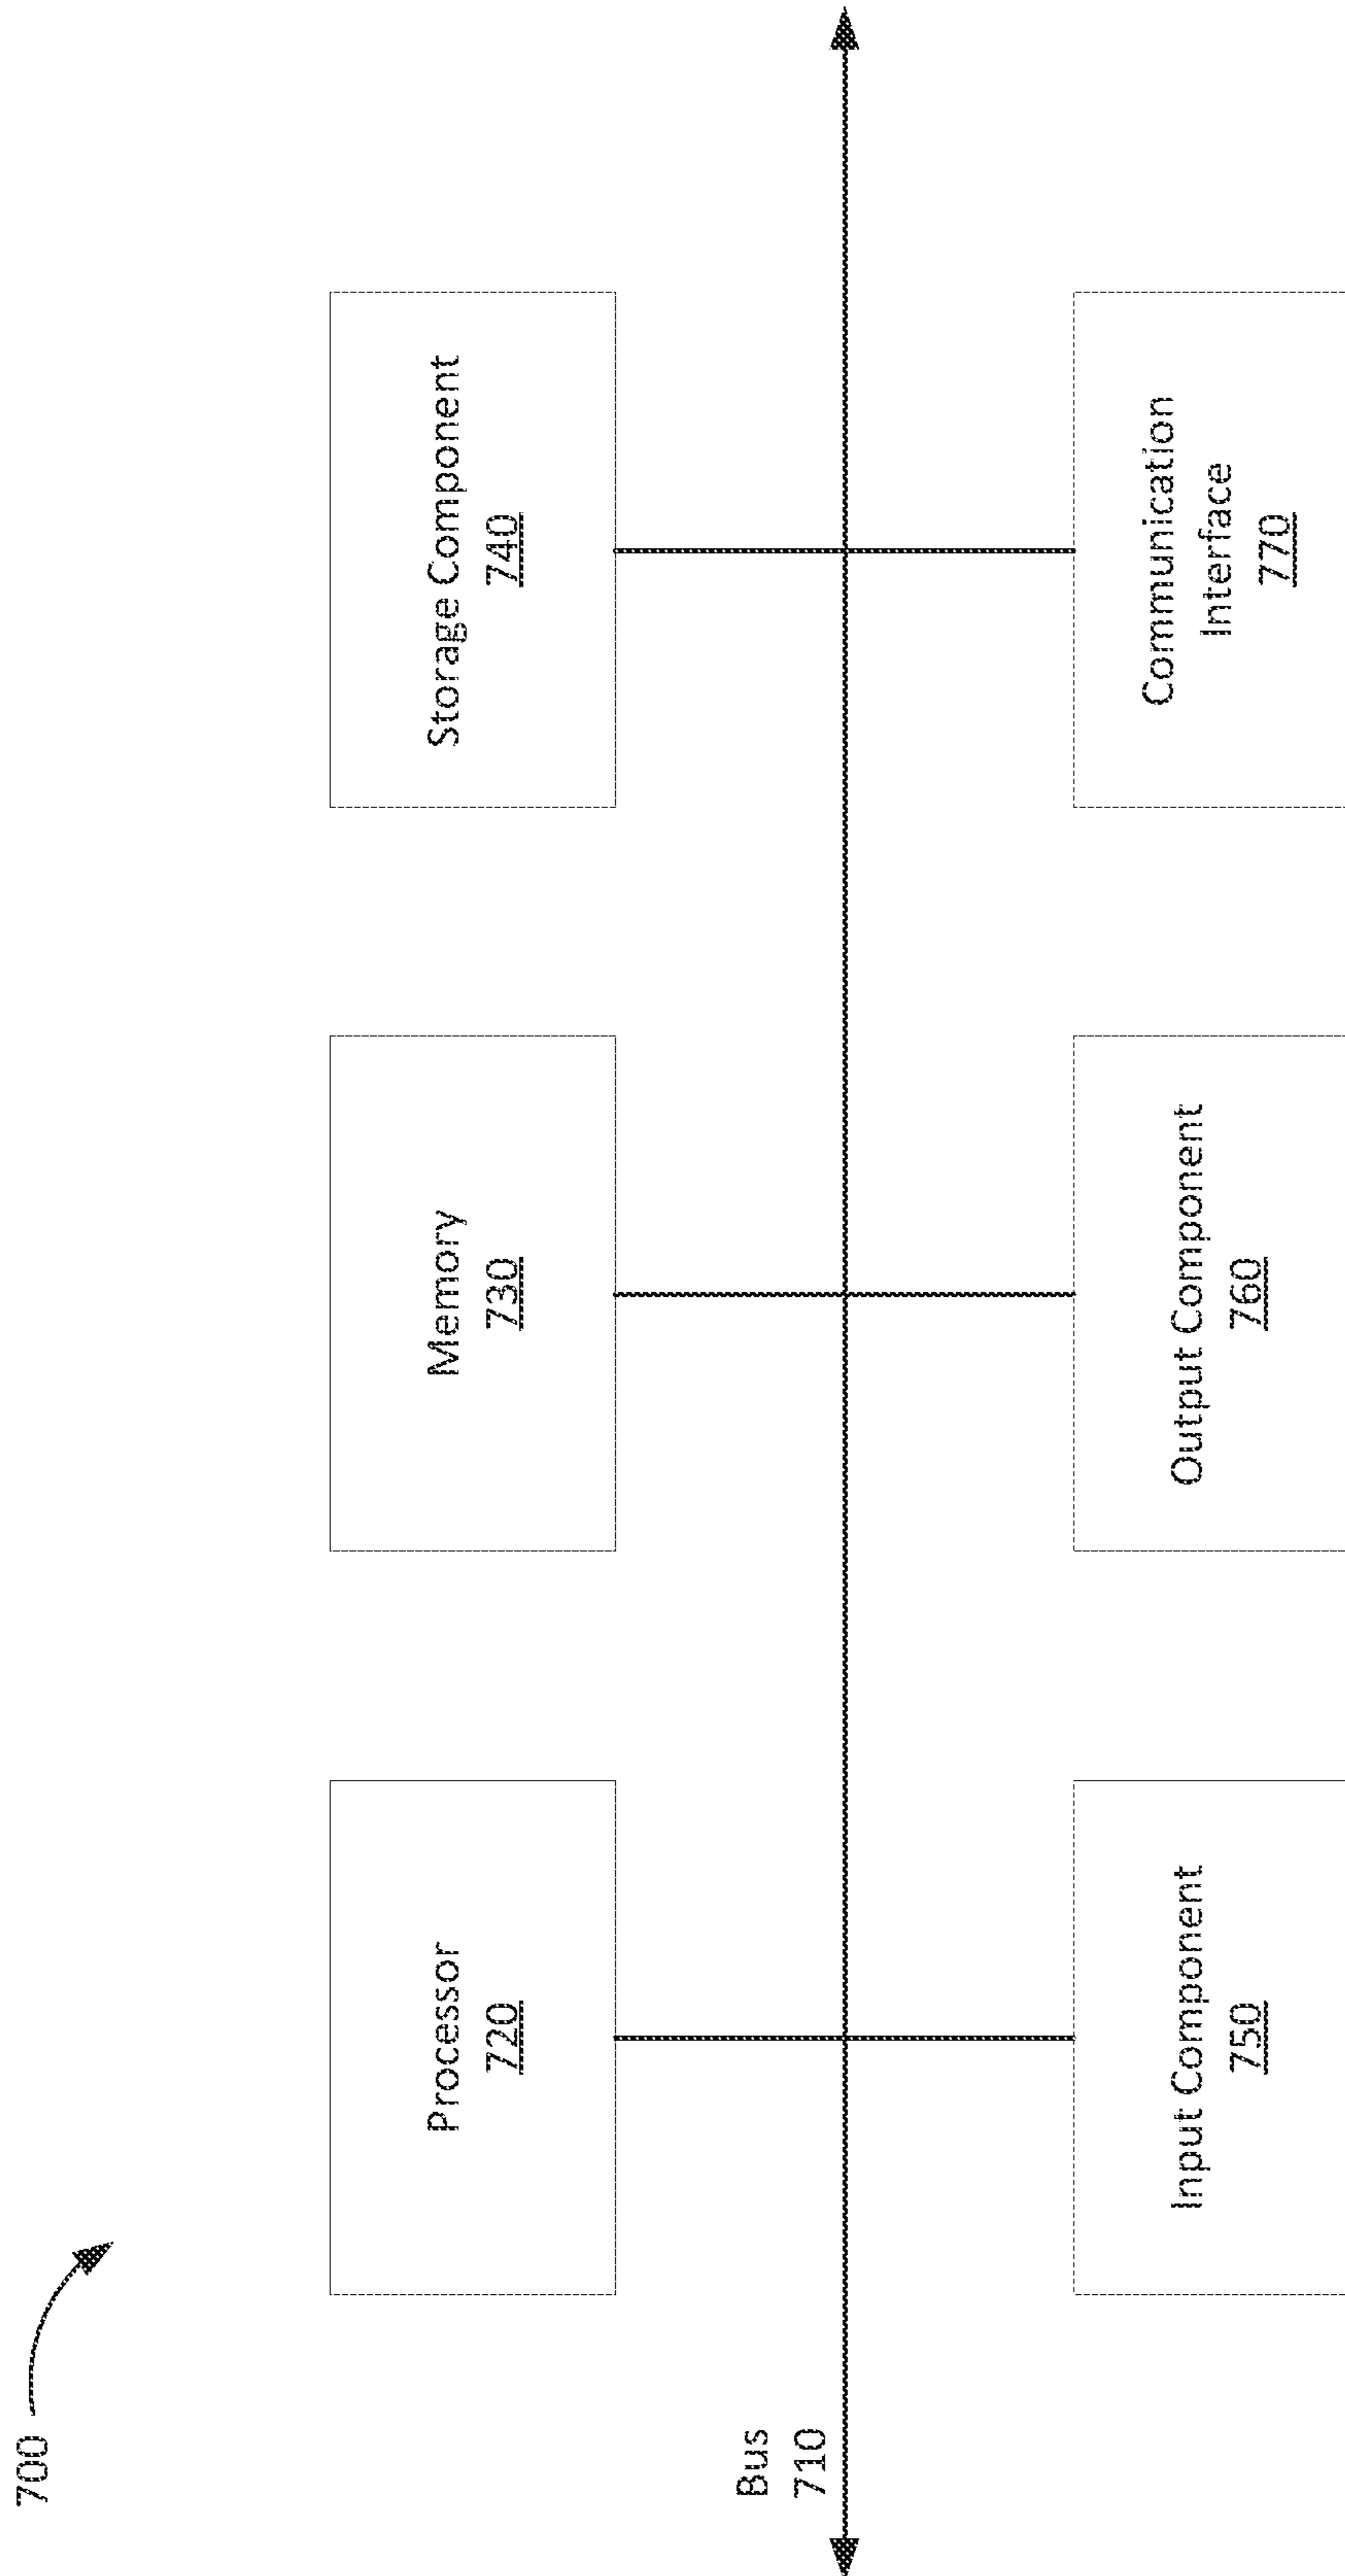 700
Processor
720
Memory
730
Storage Component
740
Bus
710
Input Component
750
Output Component
760
Communication
Interface
770